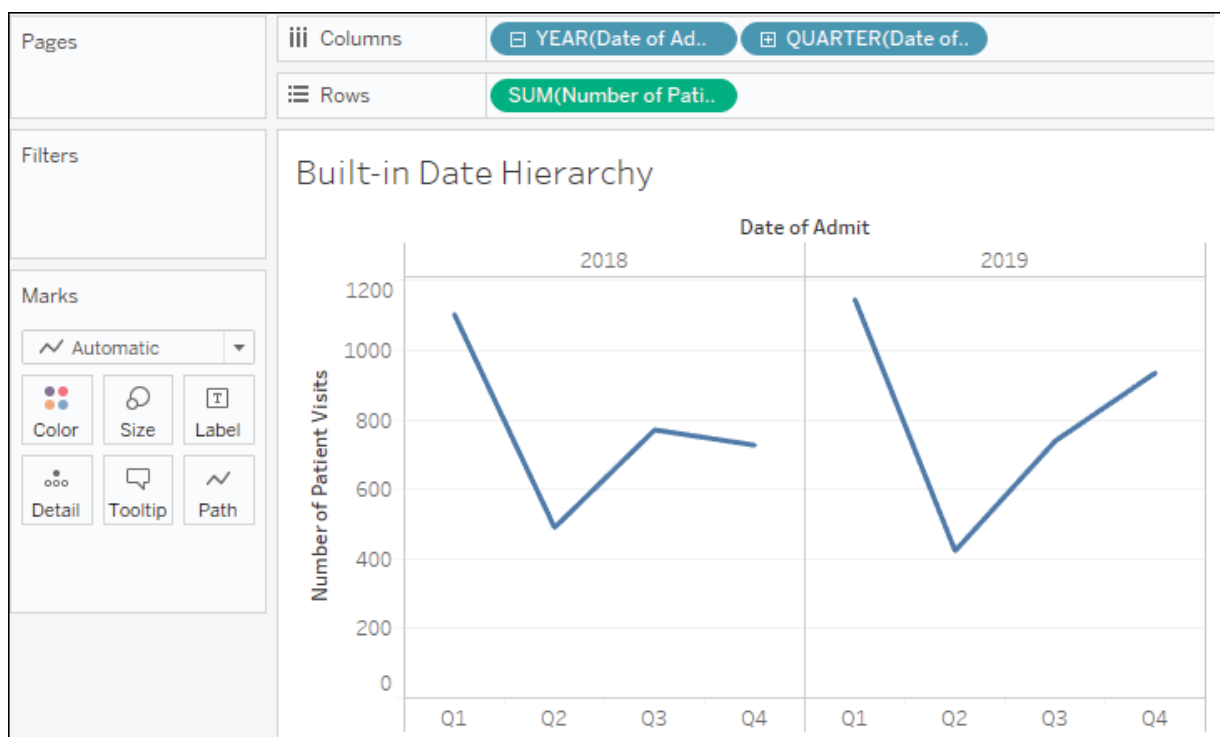 Pages
Columns
YEAR(Date of Ad..
QUARTER(Date of..
Rows
SUM(Number of Pati..
Filters
Marks
Automatic
Color
Size
Label
Detail
Tooltip
Path
Built-in Date Hierarchy
Date of Admit
2018
2019
Number of Patient Visits
1200
1000
800
600
400
200
0
Q1 Q2 Q3 Q4 Q1 Q2 Q3 Q4